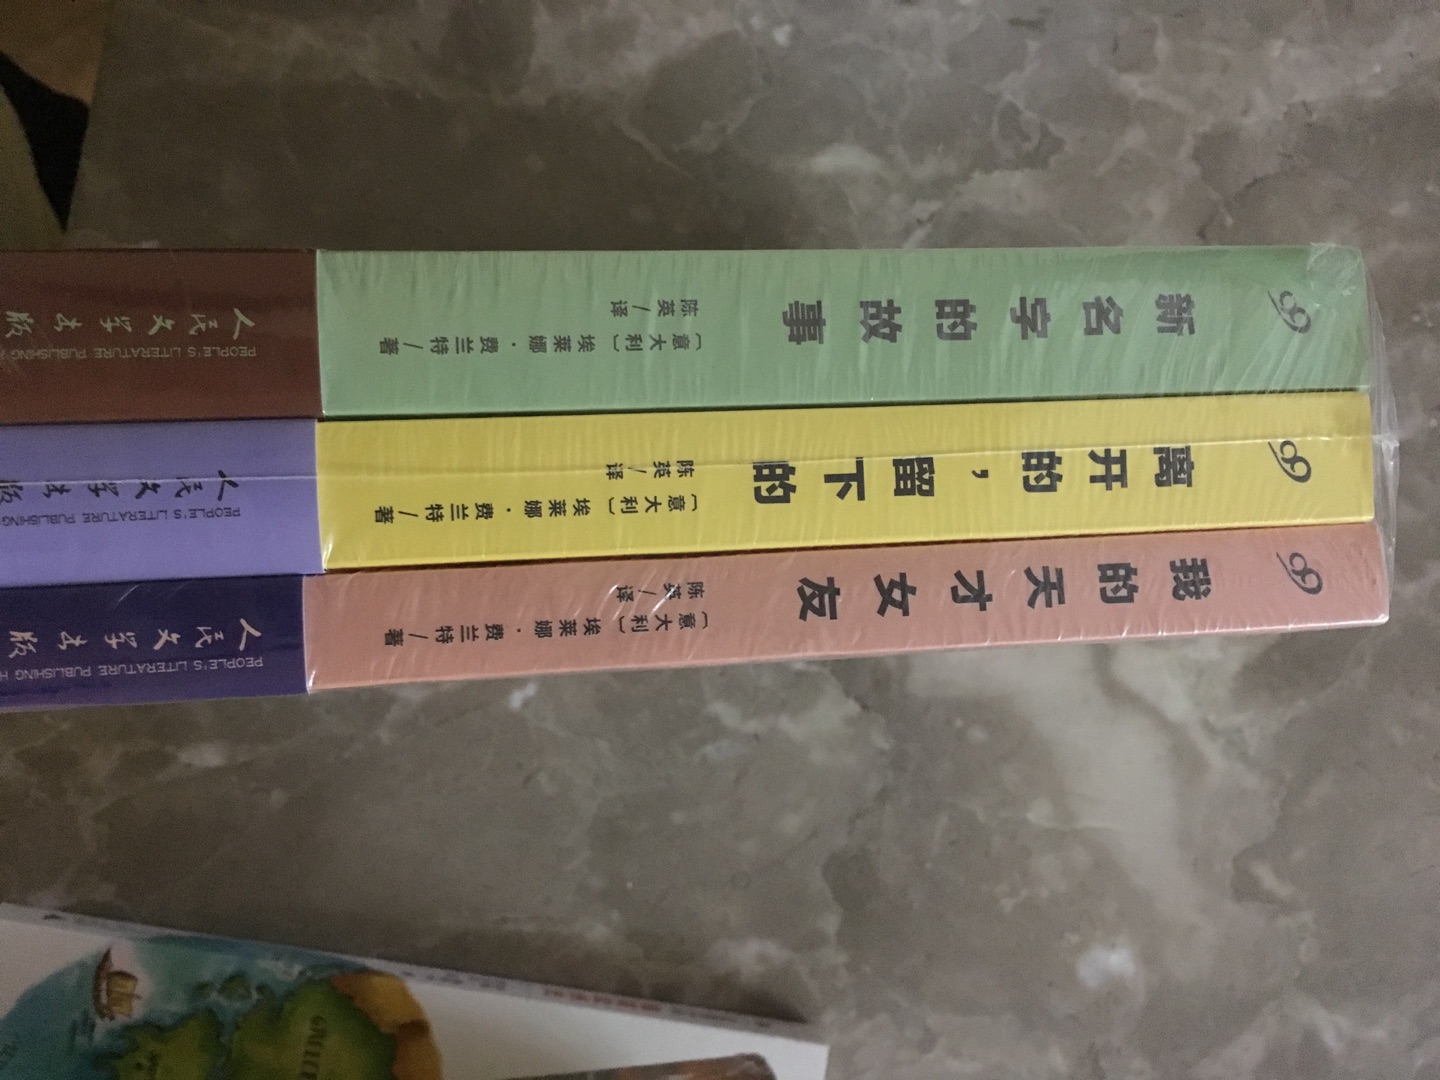 新名字的故事
〔意大利〕埃莱娜·费兰特/著
陈英/译
人民文学出版
PEOPLE'S LITERATURE PUBLISHING
离开的，留下的
〔意大利〕埃莱娜·费兰特/著
陈英/译
人民文学出版
PEOPLE'S LITERATURE PUBLISHING
我的天才女友
〔意大利〕埃莱娜·费兰特/著
陈英/译
人民文学出版
PEOPLE'S LITERATURE PUBLISHING H